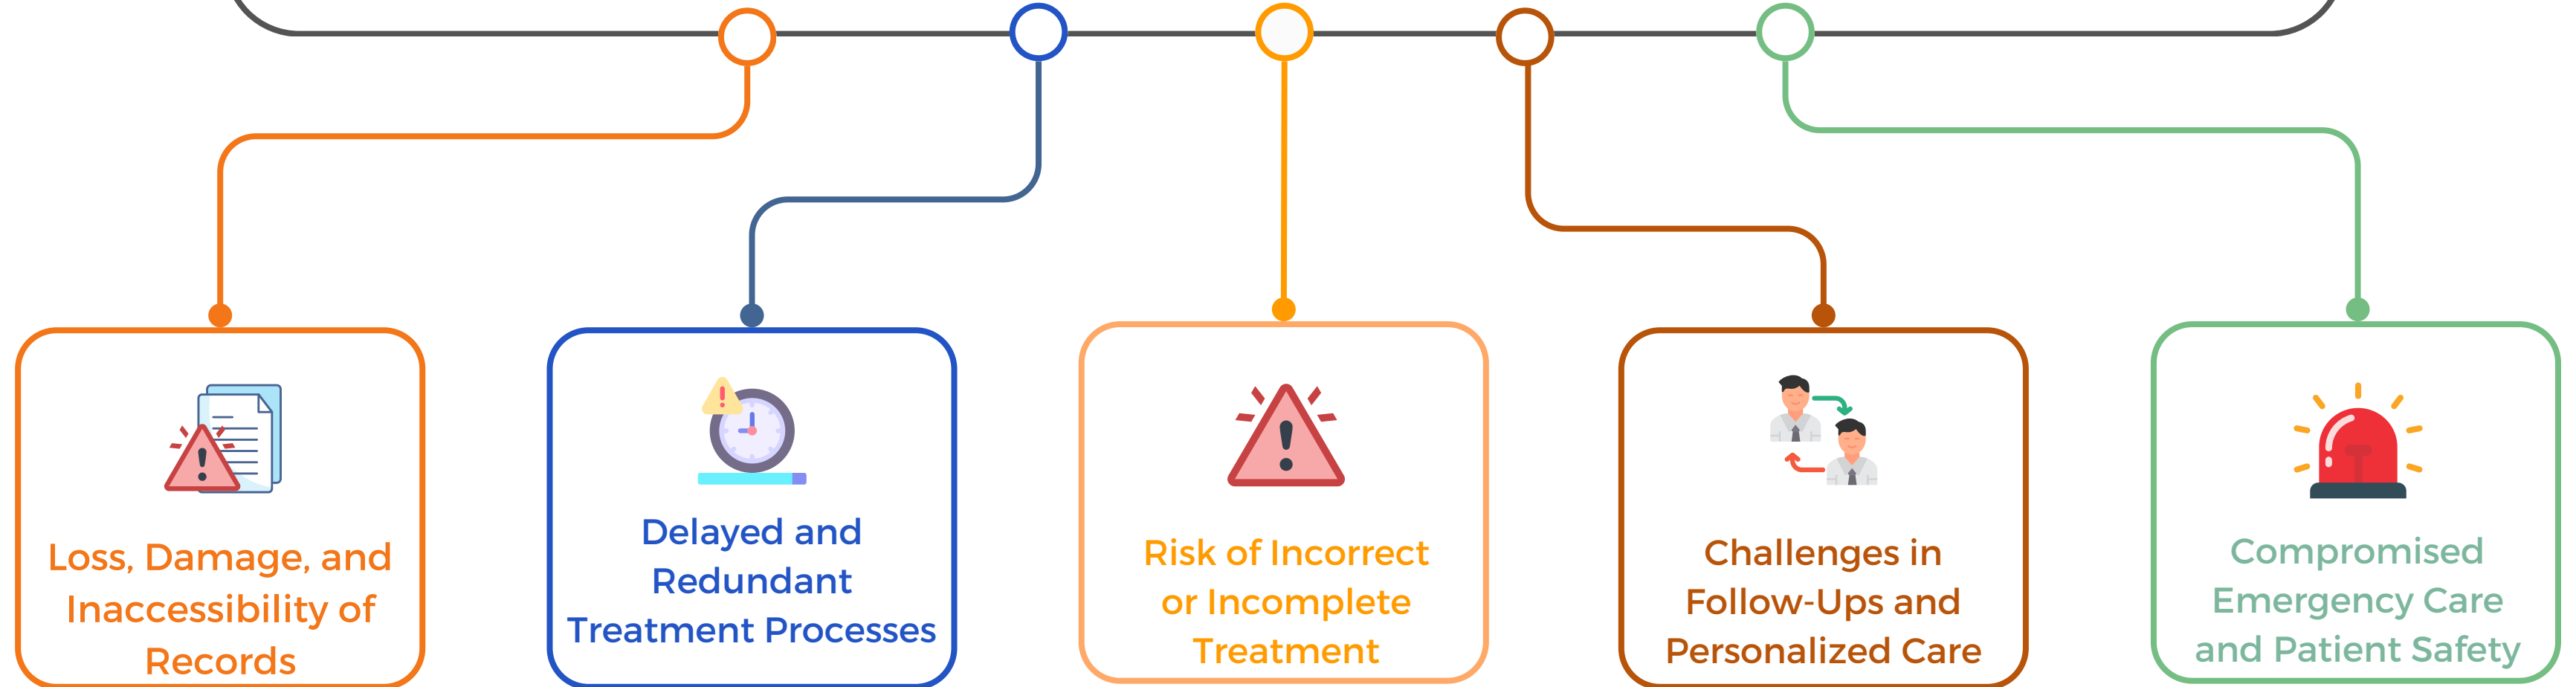 Loss, Damage, and
Inaccessibility of
Records
Delayed and
Redundant
Treatment Processes
Risk of Incorrect
or Incomplete
Treatment
Challenges in
Follow-Ups and
Personalized Care
Compromised
Emergency Care
and Patient Safety